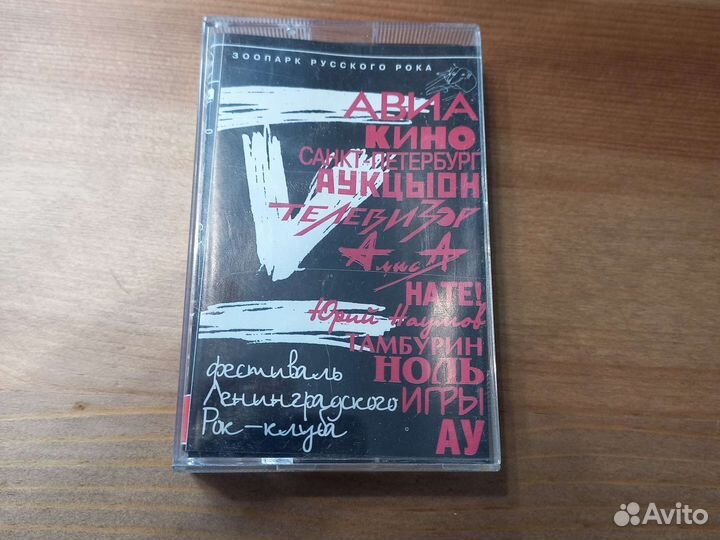 ЗООПАРК РУССКОГО РОКА
АВИА
КИНО
САНКТ-ПЕТЕРБУРГ
АУКЦЫОН
ТЕЛЕВИЗОР
АлисА
НАТЕ!
Юрий Наумов
ТАМБУРИН
НОЛЬ
ИГРЫ
АУ
V
фестиваль
Ленинградского
Рок-клуба
Avito